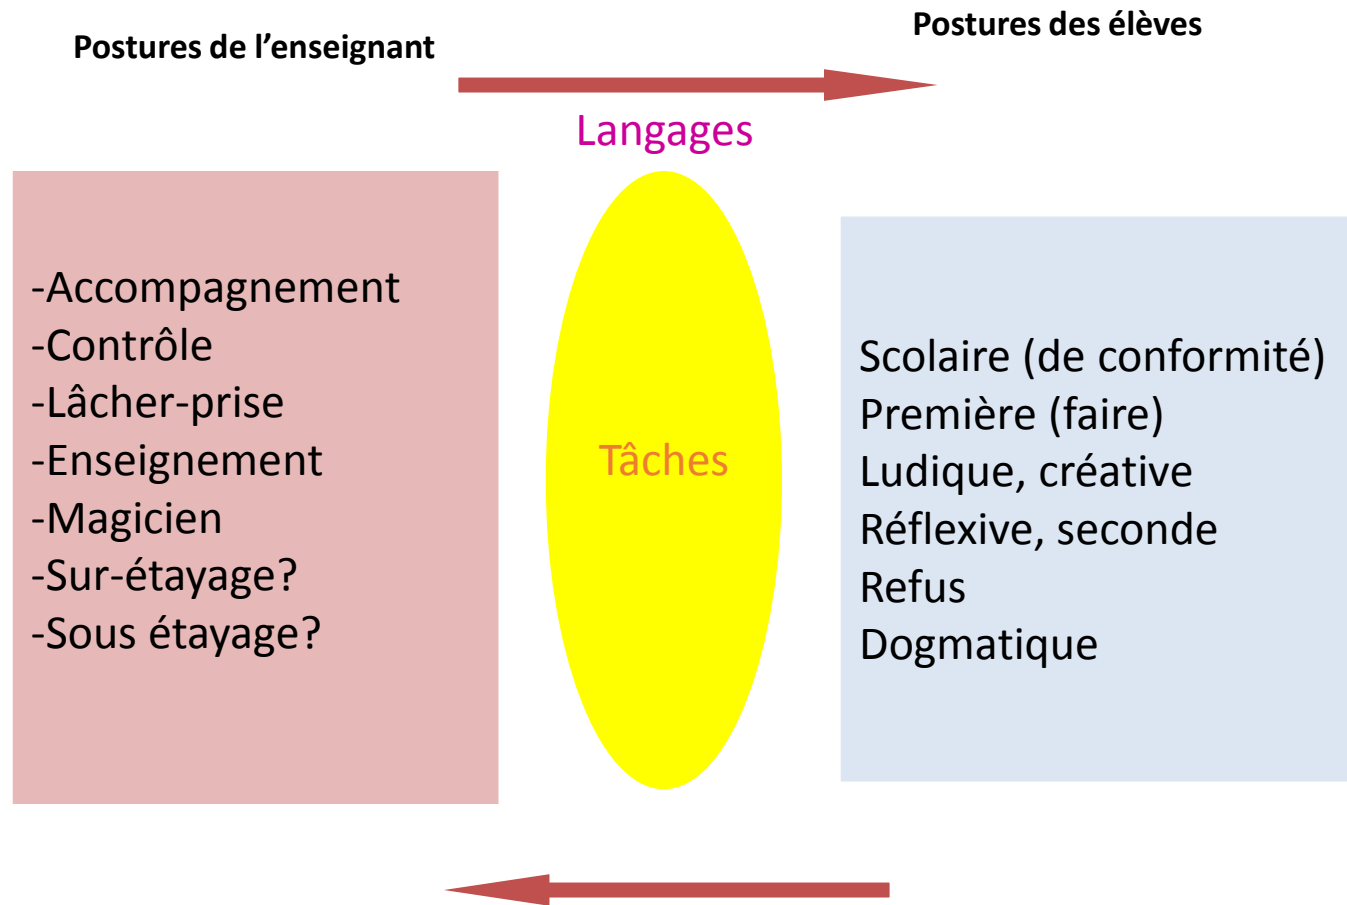 Postures de l’enseignant
Postures des élèves
Langages
-Accompagnement
-Contrôle
-Lâcher-prise
-Enseignement
-Magicien
-Sur-étayage?
-Sous étayage?
Tâches
Scolaire (de conformité)
Première (faire)
Ludique, créative
Réflexive, seconde
Refus
Dogmatique